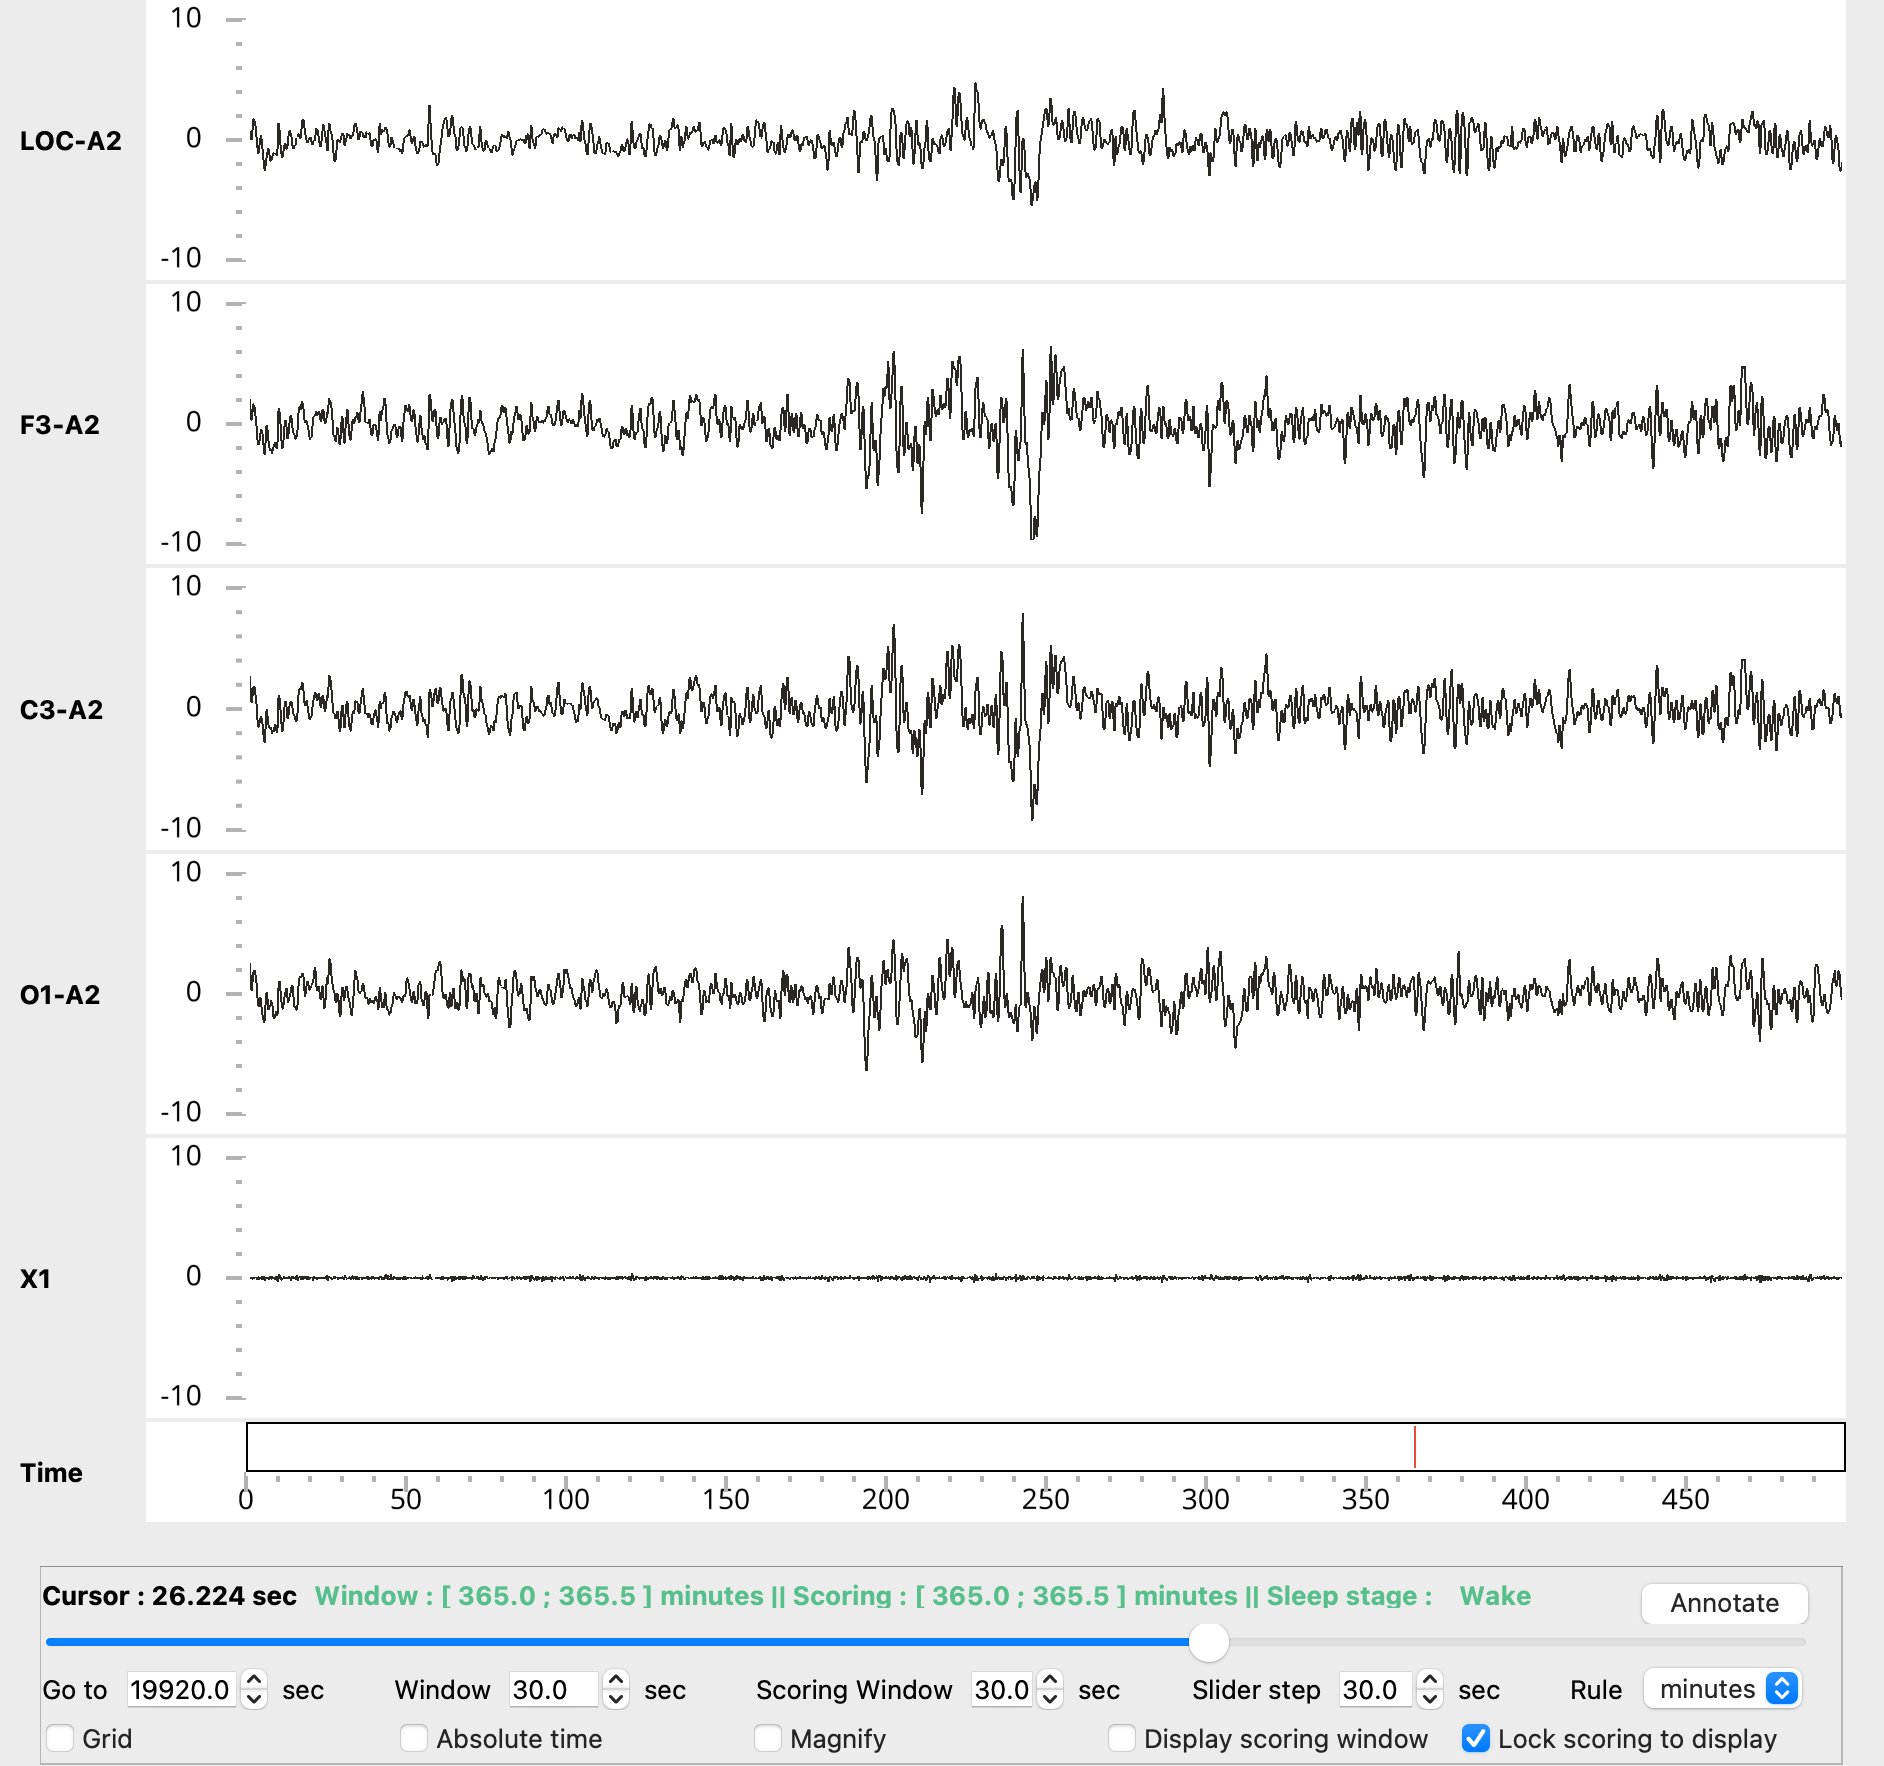 10
LOC-A2 0
-10
10
F3-A2 0
-10
10
C3-A2 0
-10
10
O1-A2 0
-10
10
X1 0
-10
Time
0 50 100 150 200 250 300 350 400 450
Cursor : 26.224 sec Window : [ 365.0 ; 365.5 ] minutes || Scoring : [ 365.0 ; 365.5 ] minutes || Sleep stage : Wake Annotate
Go to 19920.0 sec Window 30.0 sec Scoring Window 30.0 sec Slider step 30.0 sec Rule minutes
Grid Absolute time Magnify Display scoring window Lock scoring to display